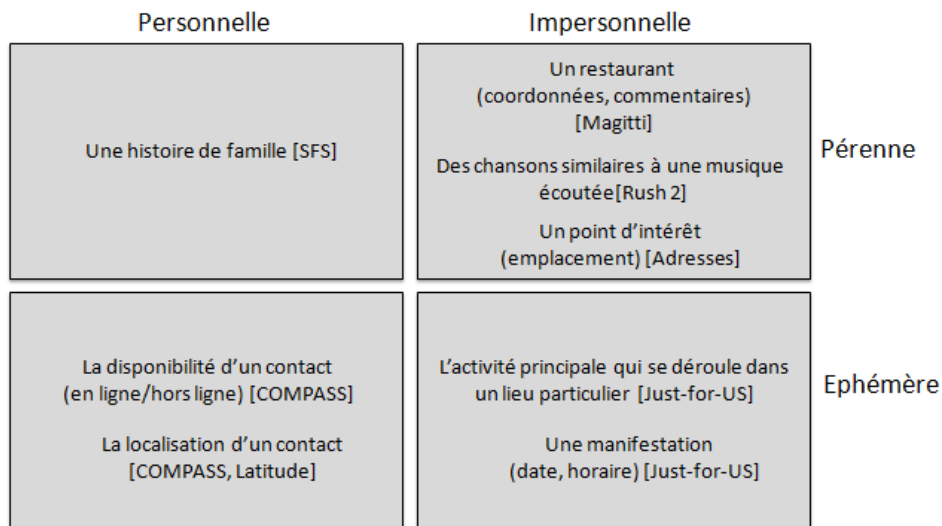 Personnelle
Impersonnelle
Une histoire de famille [SFS]
Un restaurant
(coordonnées, commentaires)
[Magitti]
Des chansons similaires à une musique
écoutée[Rush 2]
Un point d’intérêt
(emplacement) [Adresses]
Pérenne
La disponibilité d’un contact
(en ligne/hors ligne) [COMPASS]
La localisation d’un contact
[COMPASS, Latitude]
L’activité principale qui se déroule dans
un lieu particulier [Just-for-US]
Une manifestation
(date, horaire) [Just-for-US]
Ephémère